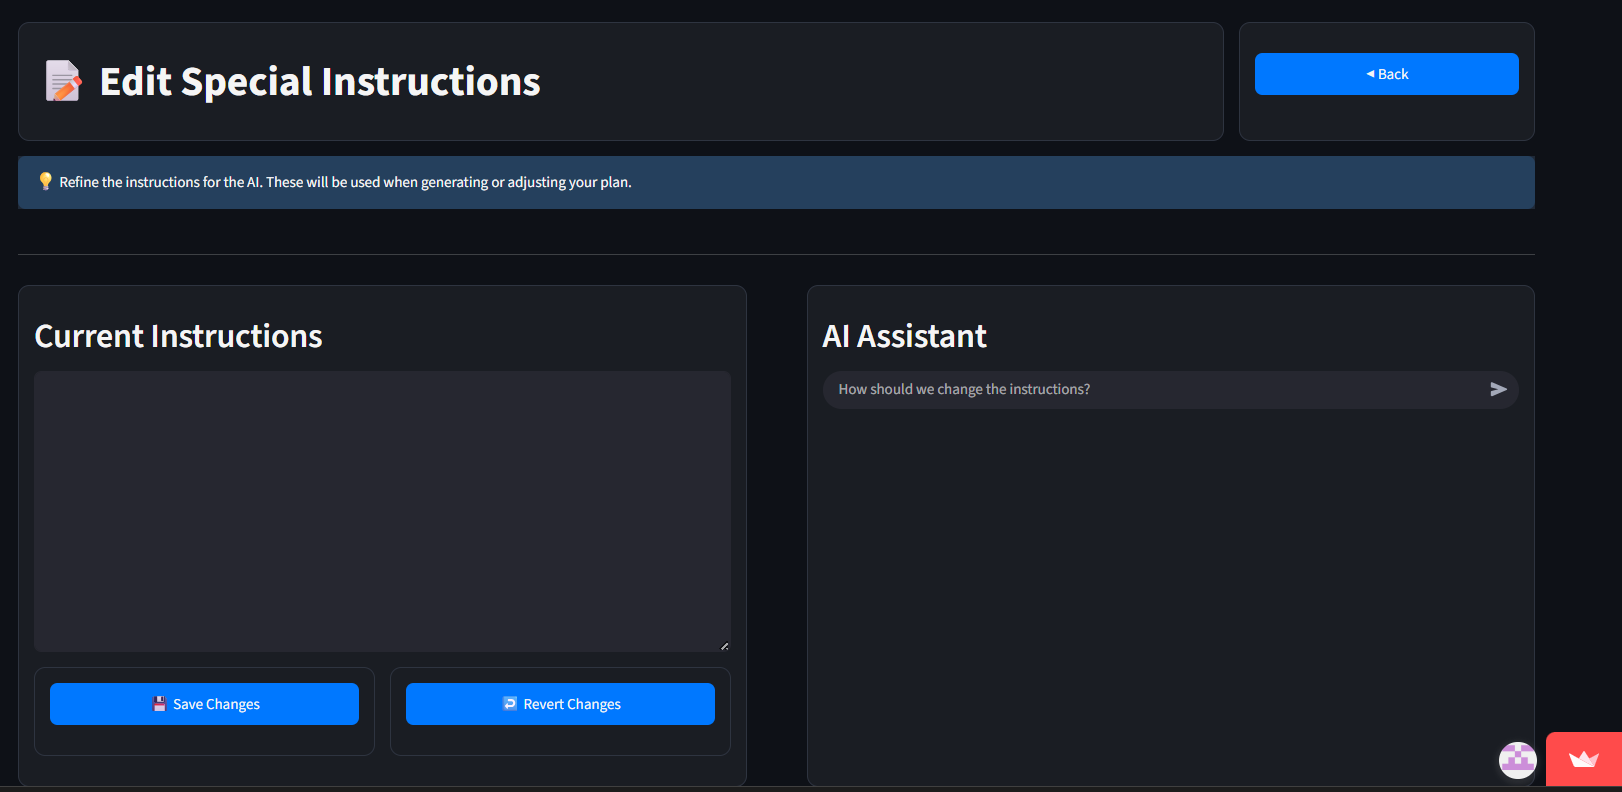 Edit Special Instructions
◂ Back
Refine the instructions for the AI. These will be used when generating or adjusting your plan.
Current Instructions
AI Assistant
How should we change the instructions?
Save Changes
Revert Changes